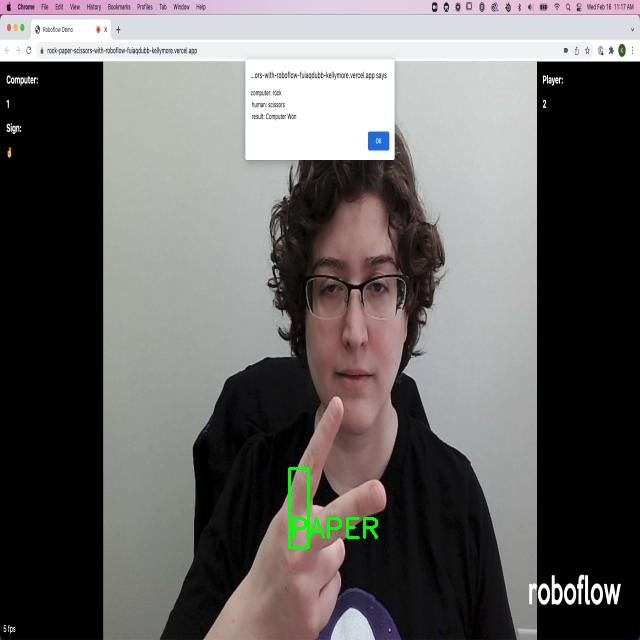 Chrome File Edit View History Bookmarks Profiles Tab Window Help
Wed Feb 16 11:17 AM
Roboflow Demo
rock-paper-scissors-with-roboflow-fuiaqdubb-kellymore.vercel.app
Computer:
1
Sign:
...ors-with-roboflow-fuiaqdubb-kellymore.vercel.app says
computer: rock
human: scissors
result: Computer Won
OK
Player:
2
PAPER
roboflow
5 fps